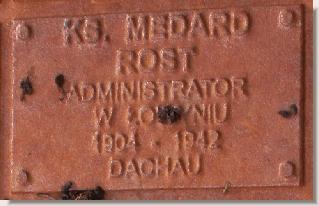 KS. MEDARD
ROST
ADMINISTRATOR
W
1904 - 1942
DACHAU